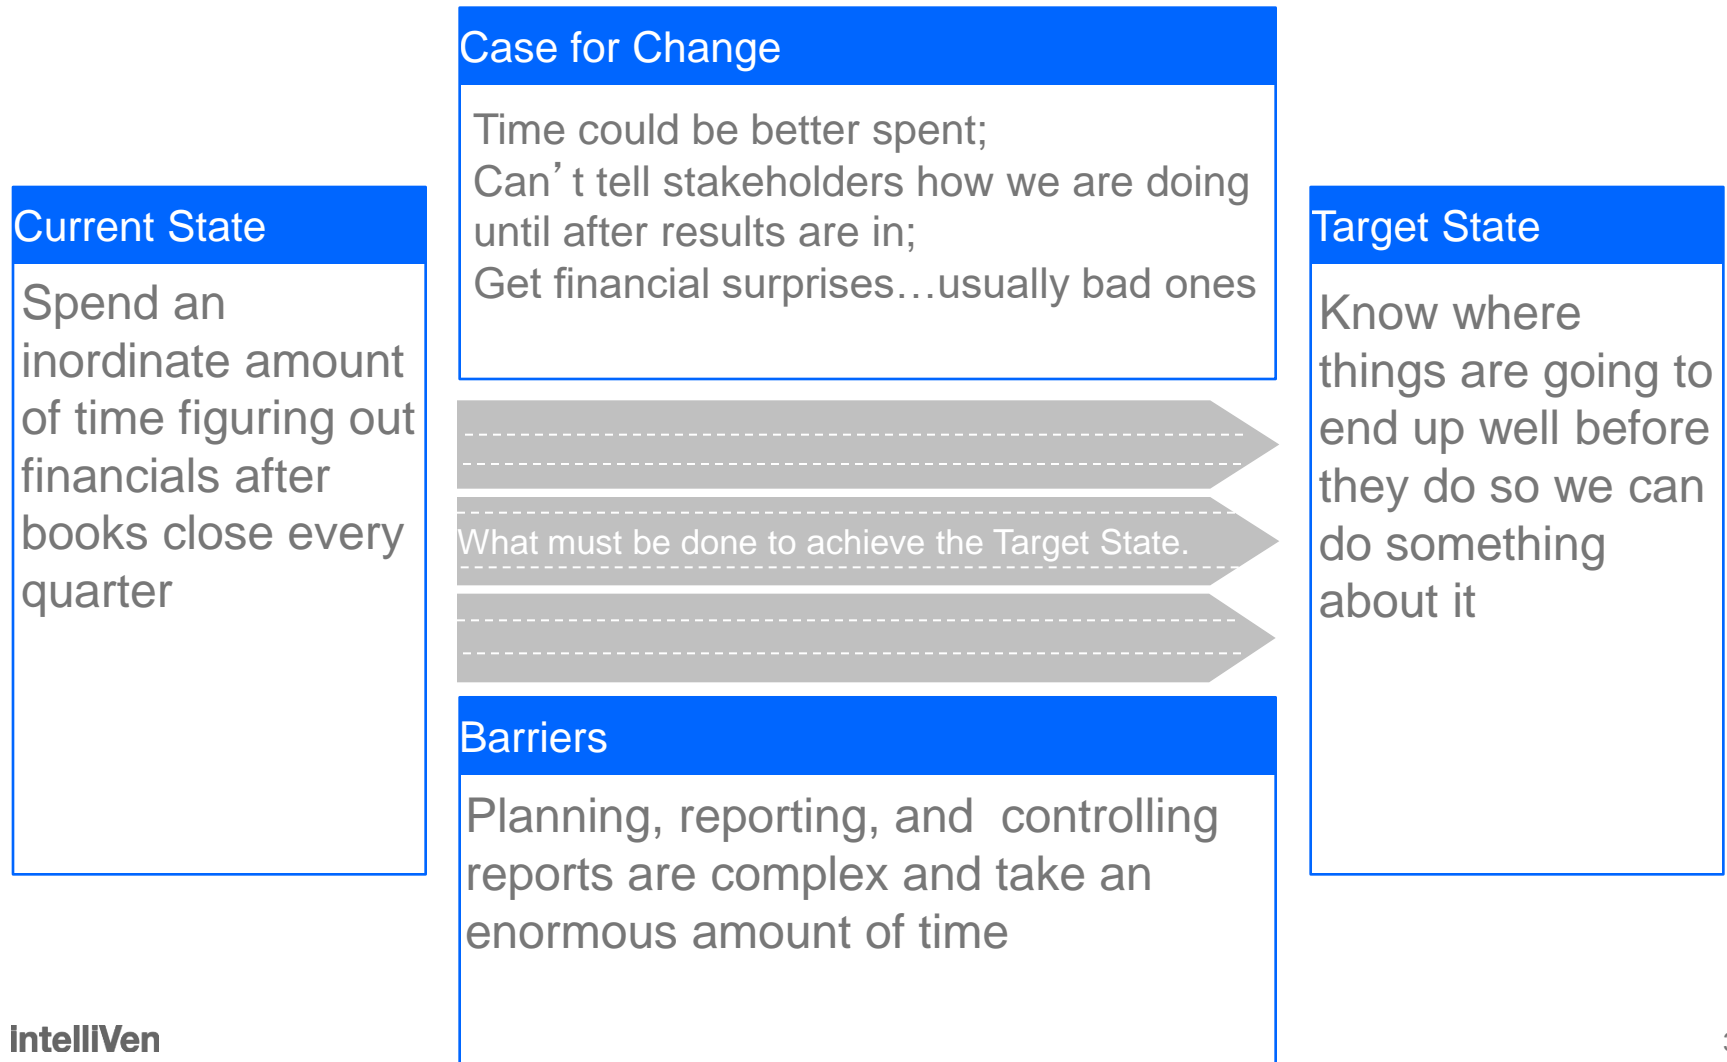 Case for Change
Time could be better spent;
Can’t tell stakeholders how we are doing
until after results are in;
Get financial surprises…usually bad ones
Current State
Spend an
inordinate amount
of time figuring out
financials after
books close every
quarter
What must be done to achieve the Target State.
Target State
Know where
things are going to
end up well before
they do so we can
do something
about it
Barriers
Planning, reporting, and  controlling
reports are complex and take an
enormous amount of time
intelliVen